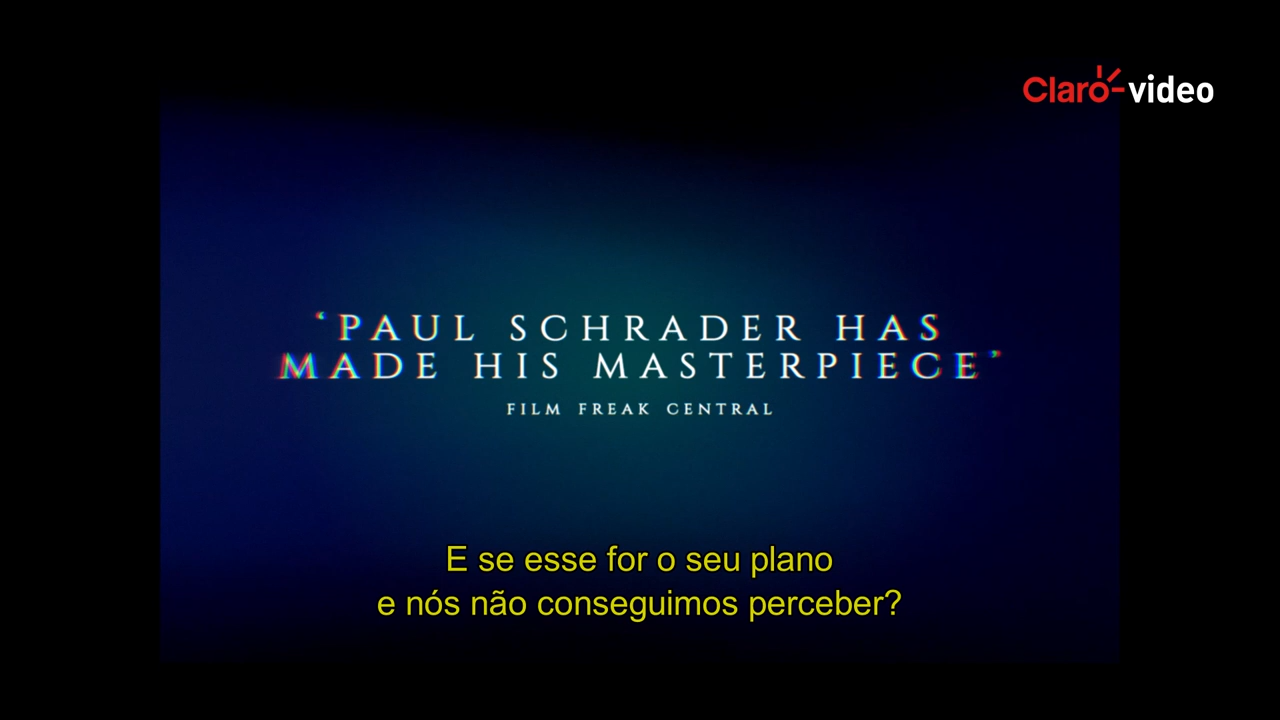 Claro-video
‘PAUL SCHRADER HAS
MADE HIS MASTERPIECE’
FILM FREAK CENTRAL
E se esse for o seu plano
e nós não conseguimos perceber?